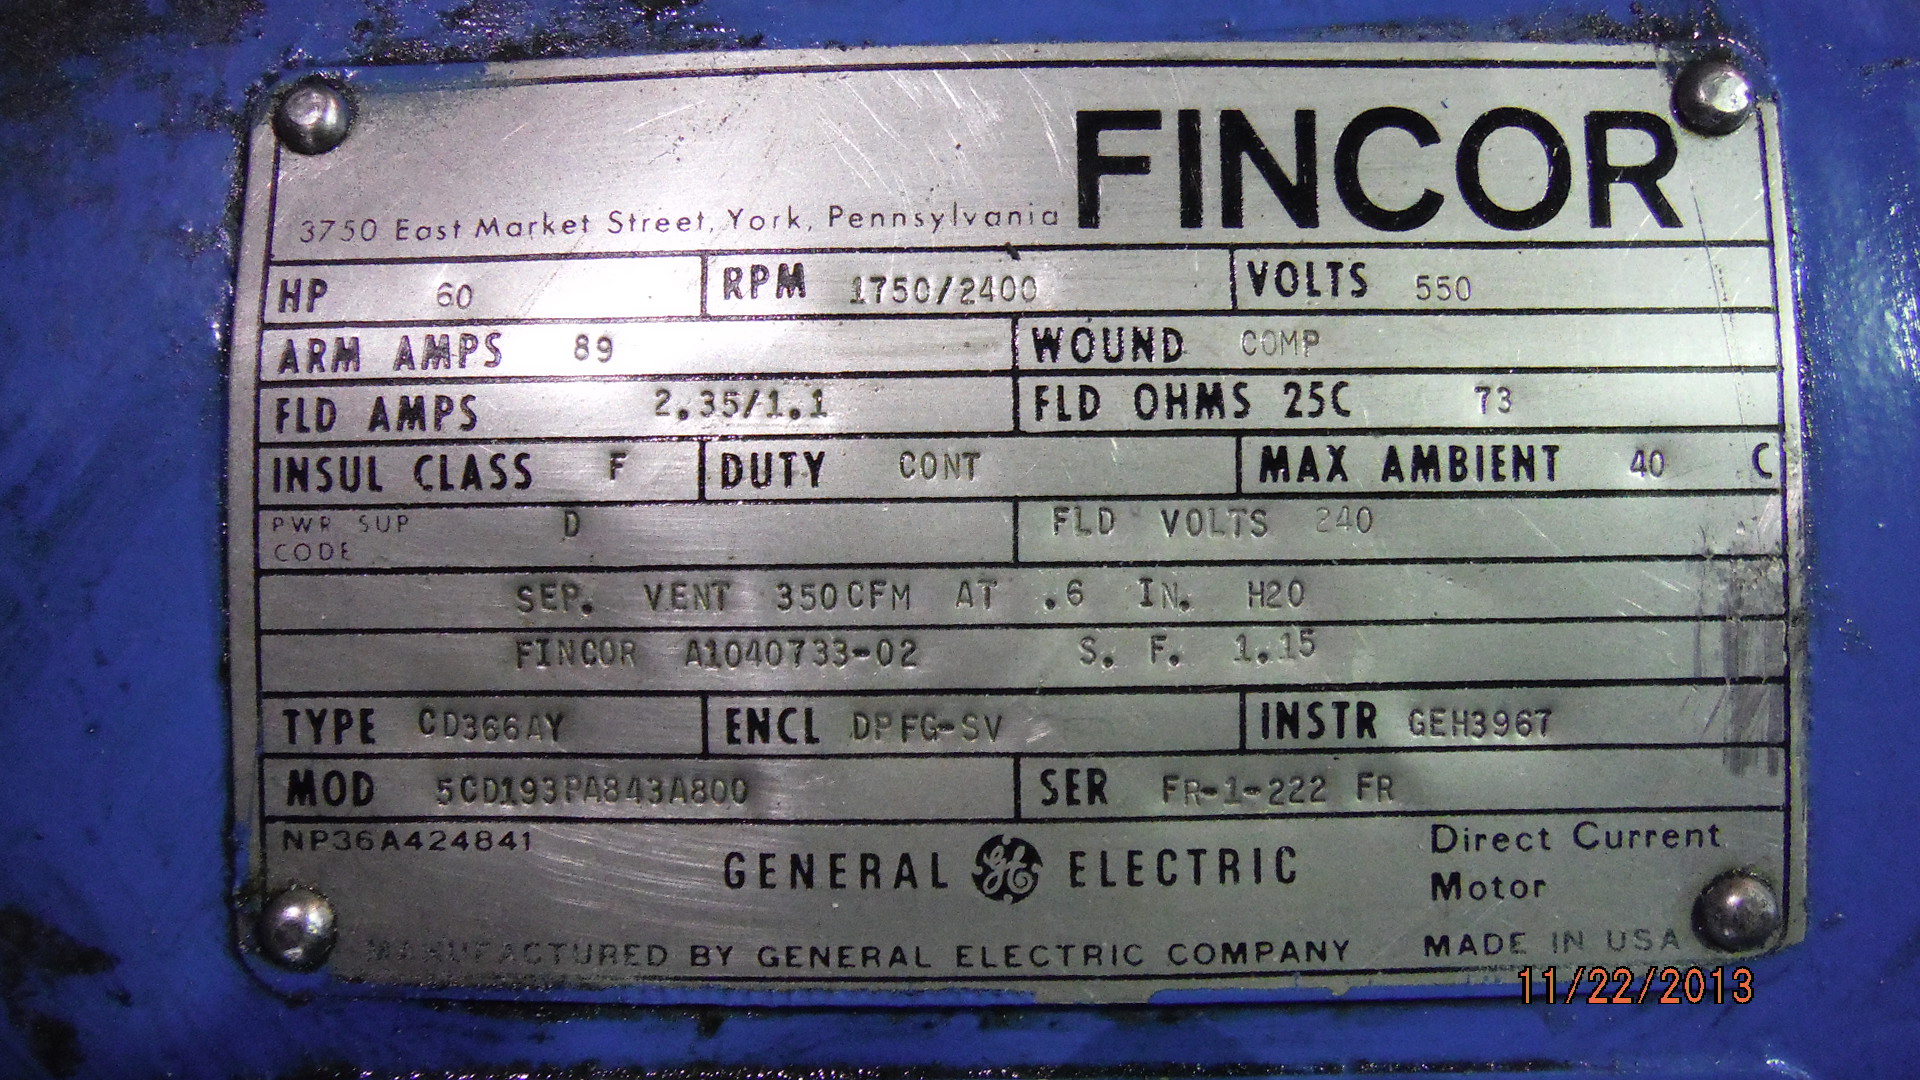 FINCOR
3750 East Market Street, York, Pennsylvania
HP 60 RPM 1750/2400 VOLTS 550
ARM AMPS 89 WOUND COMP
FLD AMPS 2.35/1.1 FLD OHMS 25C 73
INSUL CLASS F DUTY CONT MAX AMBIENT 40 C
PWR SUP CODE D FLD VOLTS 240
SEP. VENT 350CFM AT .6 IN. H2O
FINCOR A1040733-02 S. F. 1.15
TYPE CD366AY ENCL DPFG-SV INSTR GEH3967
MOD 5CD193PA843A800 SER FR-1-222 FR
NP36A424841
GENERAL GE ELECTRIC
Direct Current
Motor
MANUFACTURED BY GENERAL ELECTRIC COMPANY MADE IN USA
11/22/2013